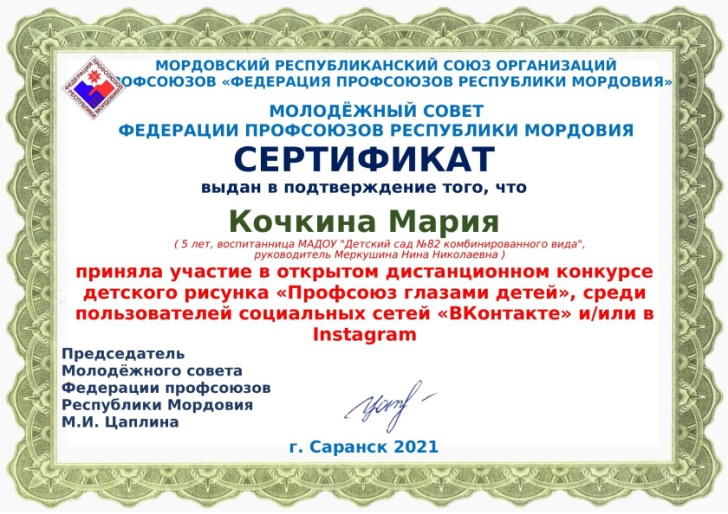 МОРДОВСКИЙ РЕСПУБЛИКАНСКИЙ СОЮЗ ОРГАНИЗАЦИЙ
ОФСОЮЗОВ «ФЕДЕРАЦИЯ ПРОФСОЮЗОВ РЕСПУБЛИКИ МОРДОВИЯ»
ФЕДЕРАЦИЯ ПРОФСОЮЗОВ
РЕСПУБЛИКИ МОРДОВИЯ
МОЛОДЁЖНЫЙ СОВЕТ
ФЕДЕРАЦИИ ПРОФСОЮЗОВ РЕСПУБЛИКИ МОРДОВИЯ
СЕРТИФИКАТ
выдан в подтверждение того, что
Кочкина Мария
( 5 лет, воспитанница МАДОУ "Детский сад №82 комбинированного вида",
руководитель Меркушина Нина Николаевна )
приняла участие в открытом дистанционном конкурсе
детского рисунка «Профсоюз глазами детей», среди
пользователей социальных сетей «ВКонтакте» и/или в
Instagram
Председатель
Молодёжного совета
Федерации профсоюзов
Республики Мордовия
М.И. Цаплина
г. Саранск 2021